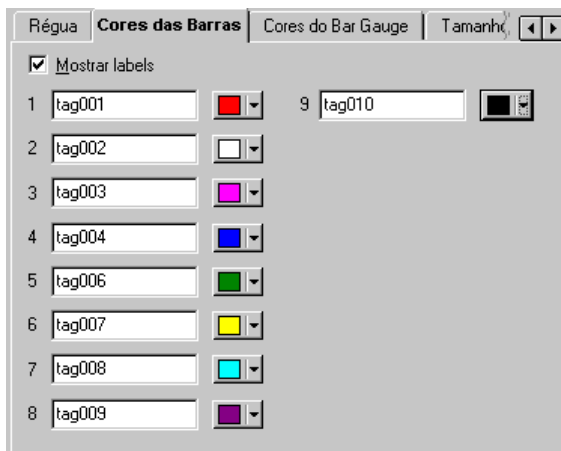 Régua Cores das Barras Cores do Bar Gauge
Mostrar labels
1 tag001
2 tag002
3 tag003
4 tag004
5 tag006
6 tag007
7 tag008
8 tag009
9 tag010